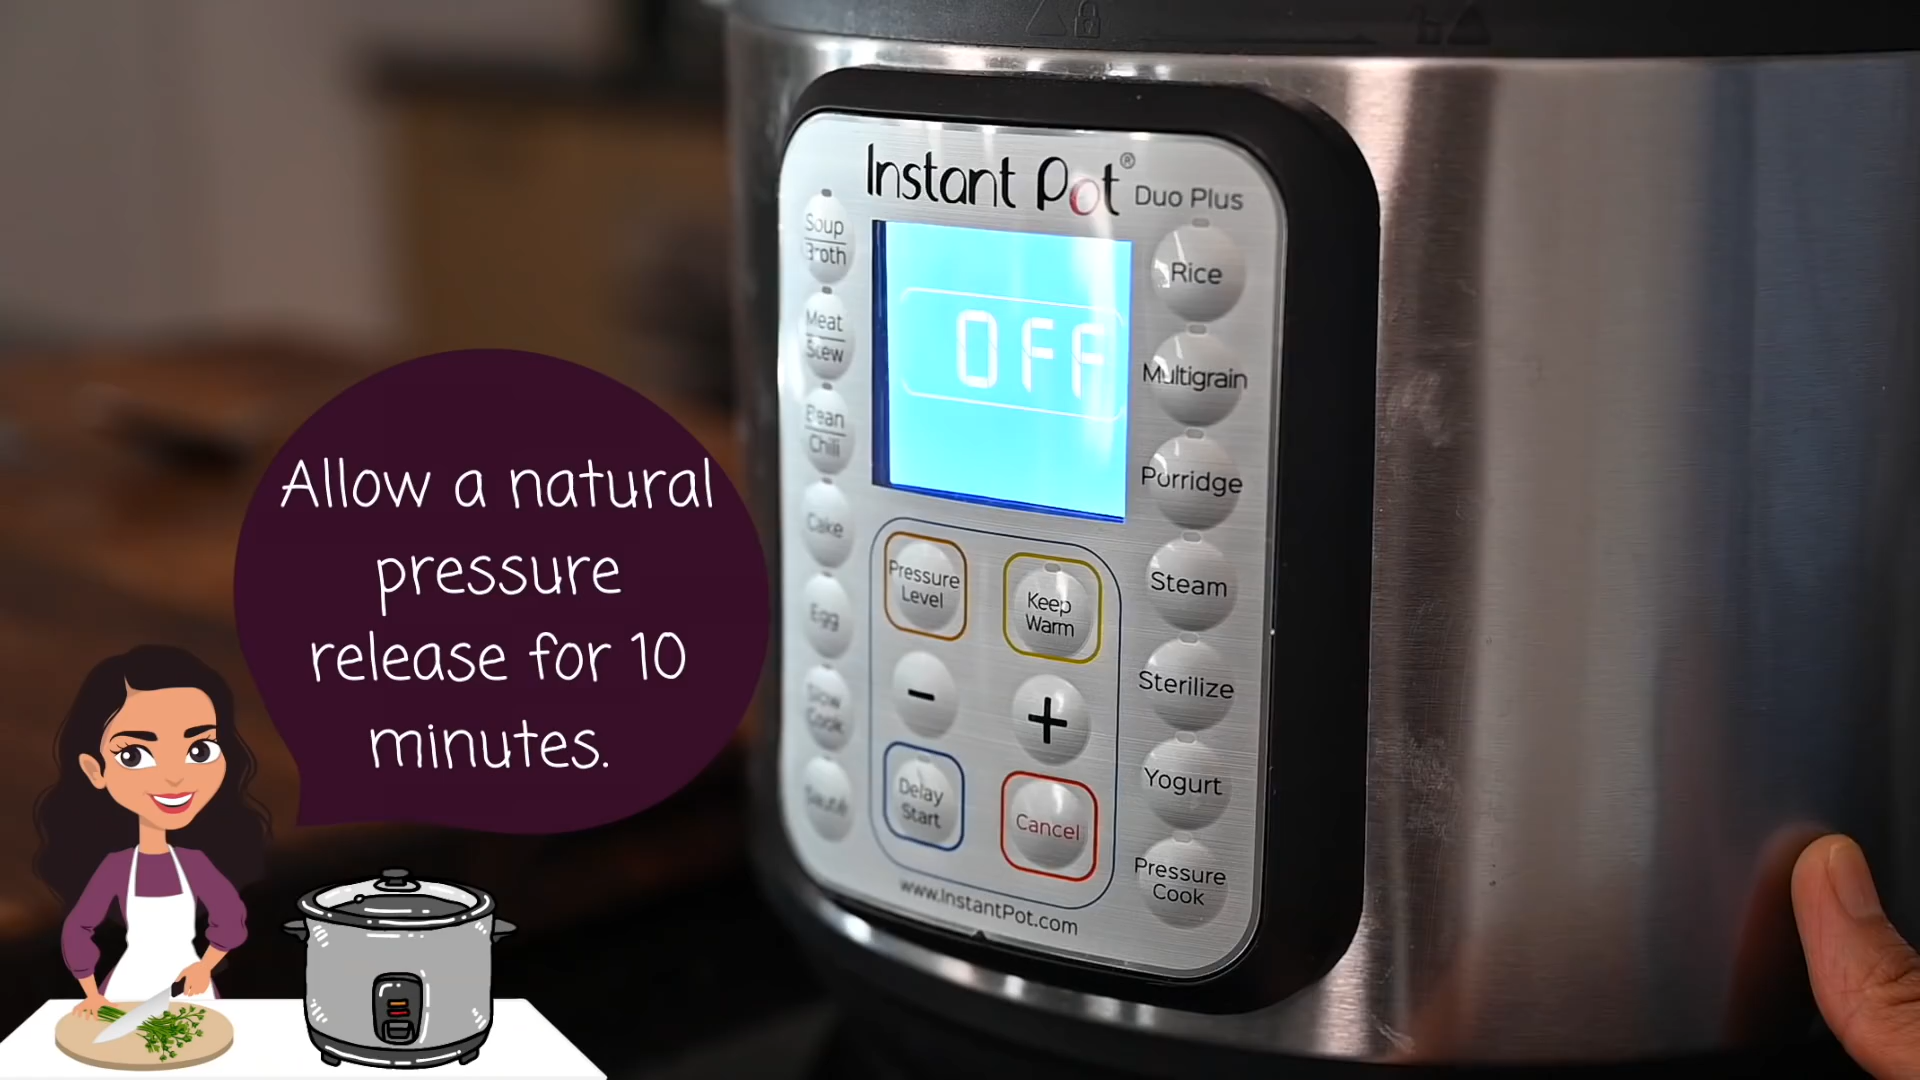 Instant Pot® Duo Plus
Soup
Broth
Meat
Stew
Bean
Chili
Cake
Egg
Slow
Cook
Sauté
OFF
Pressure
Level
Keep
Warm
-
+
Delay
Start
Cancel
www.InstantPot.com
Rice
Multigrain
Porridge
Steam
Sterilize
Yogurt
Pressure
Cook
Allow a natural
pressure
release for 10
minutes.